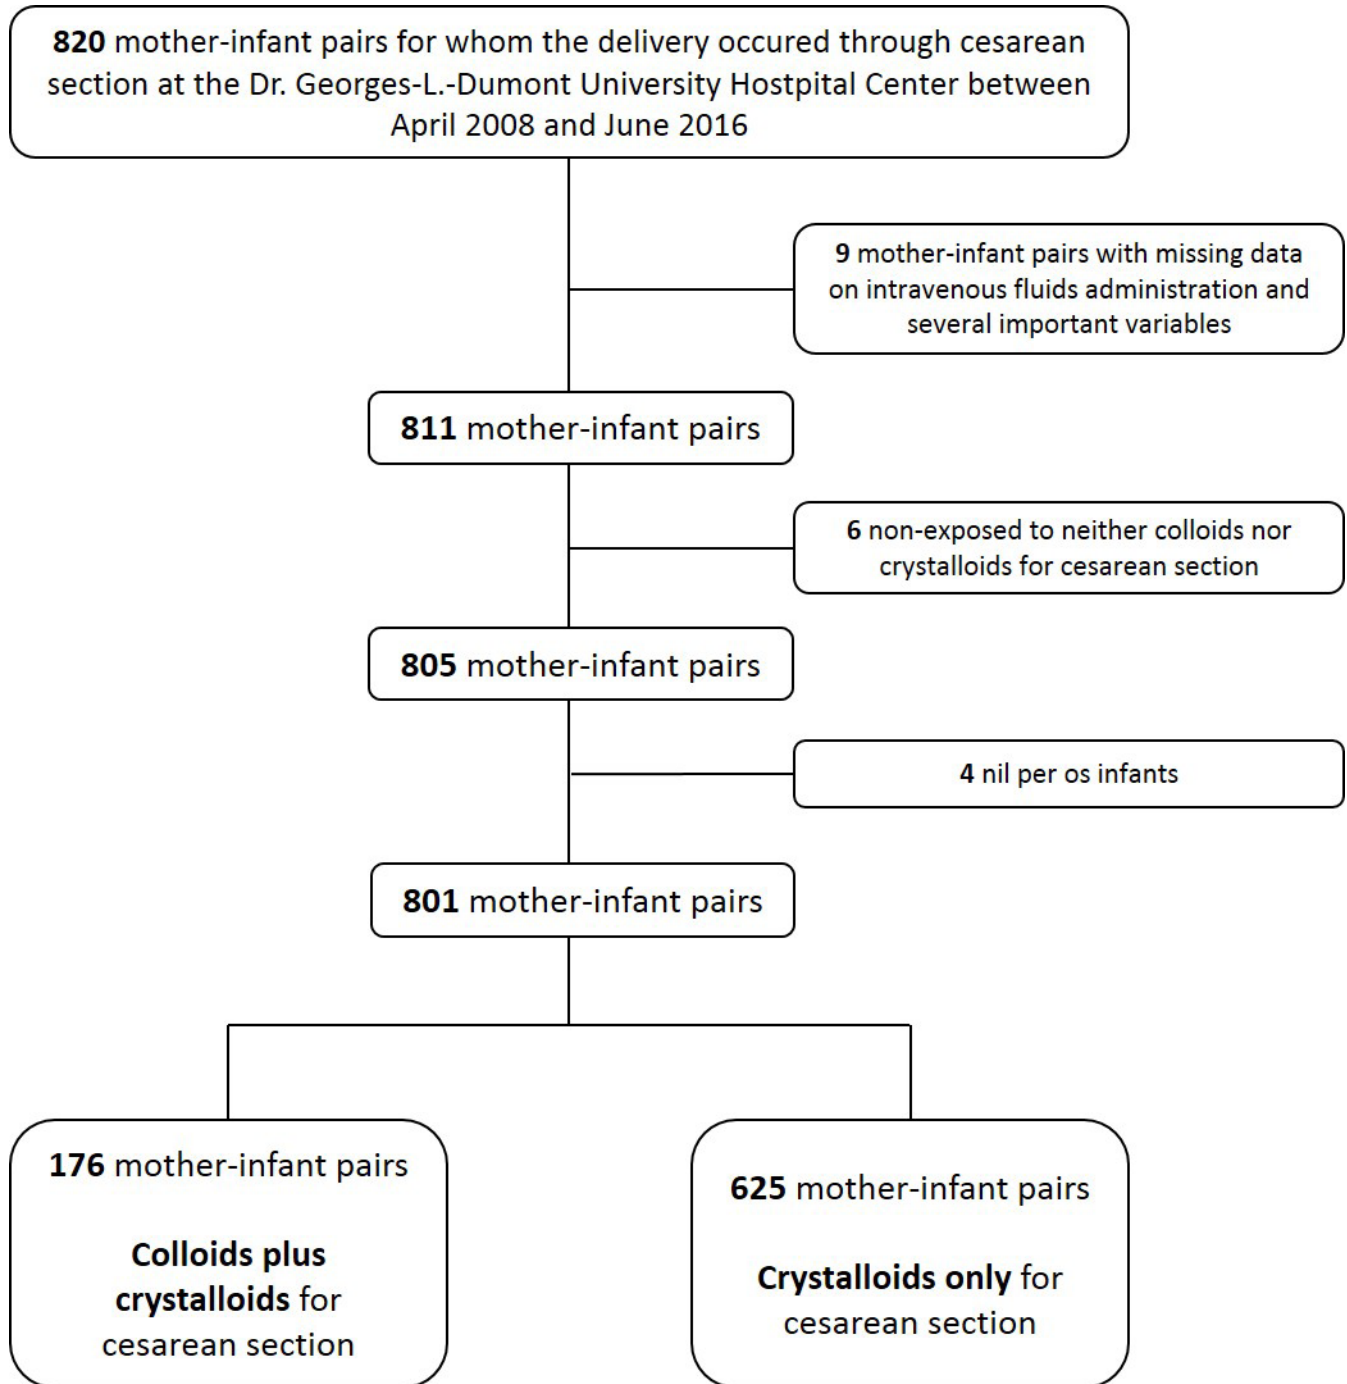 820 mother-infant pairs for whom the delivery occured through cesarean
section at the Dr. Georges-L.-Dumont University Hostpital Center between
April 2008 and June 2016
9 mother-infant pairs with missing data
on intravenous fluids administration and
several important variables
811 mother-infant pairs
6 non-exposed to neither colloids nor
crystalloids for cesarean section
805 mother-infant pairs
4 nil per os infants
801 mother-infant pairs
176 mother-infant pairs
Colloids plus
crystalloids for
cesarean section
625 mother-infant pairs
Crystalloids only for
cesarean section